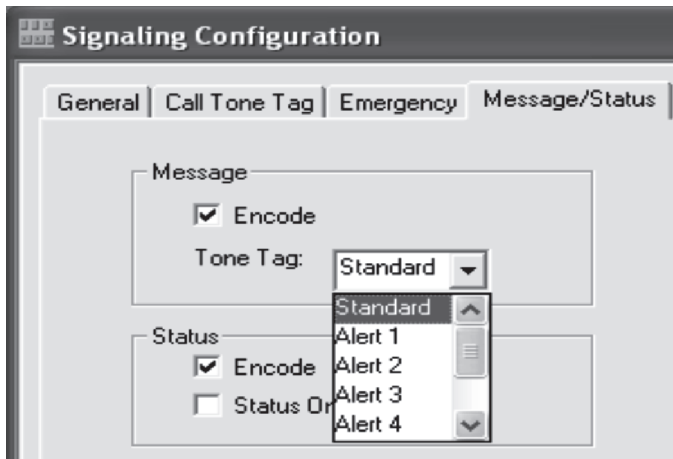 Signaling Configuration
General Call Tone Tag Emergency Message/Status
Message
Encode
Tone Tag: Standard
Standard
Alert 1
Status
Encode Alert 2
Status Alert 3
Alert 4